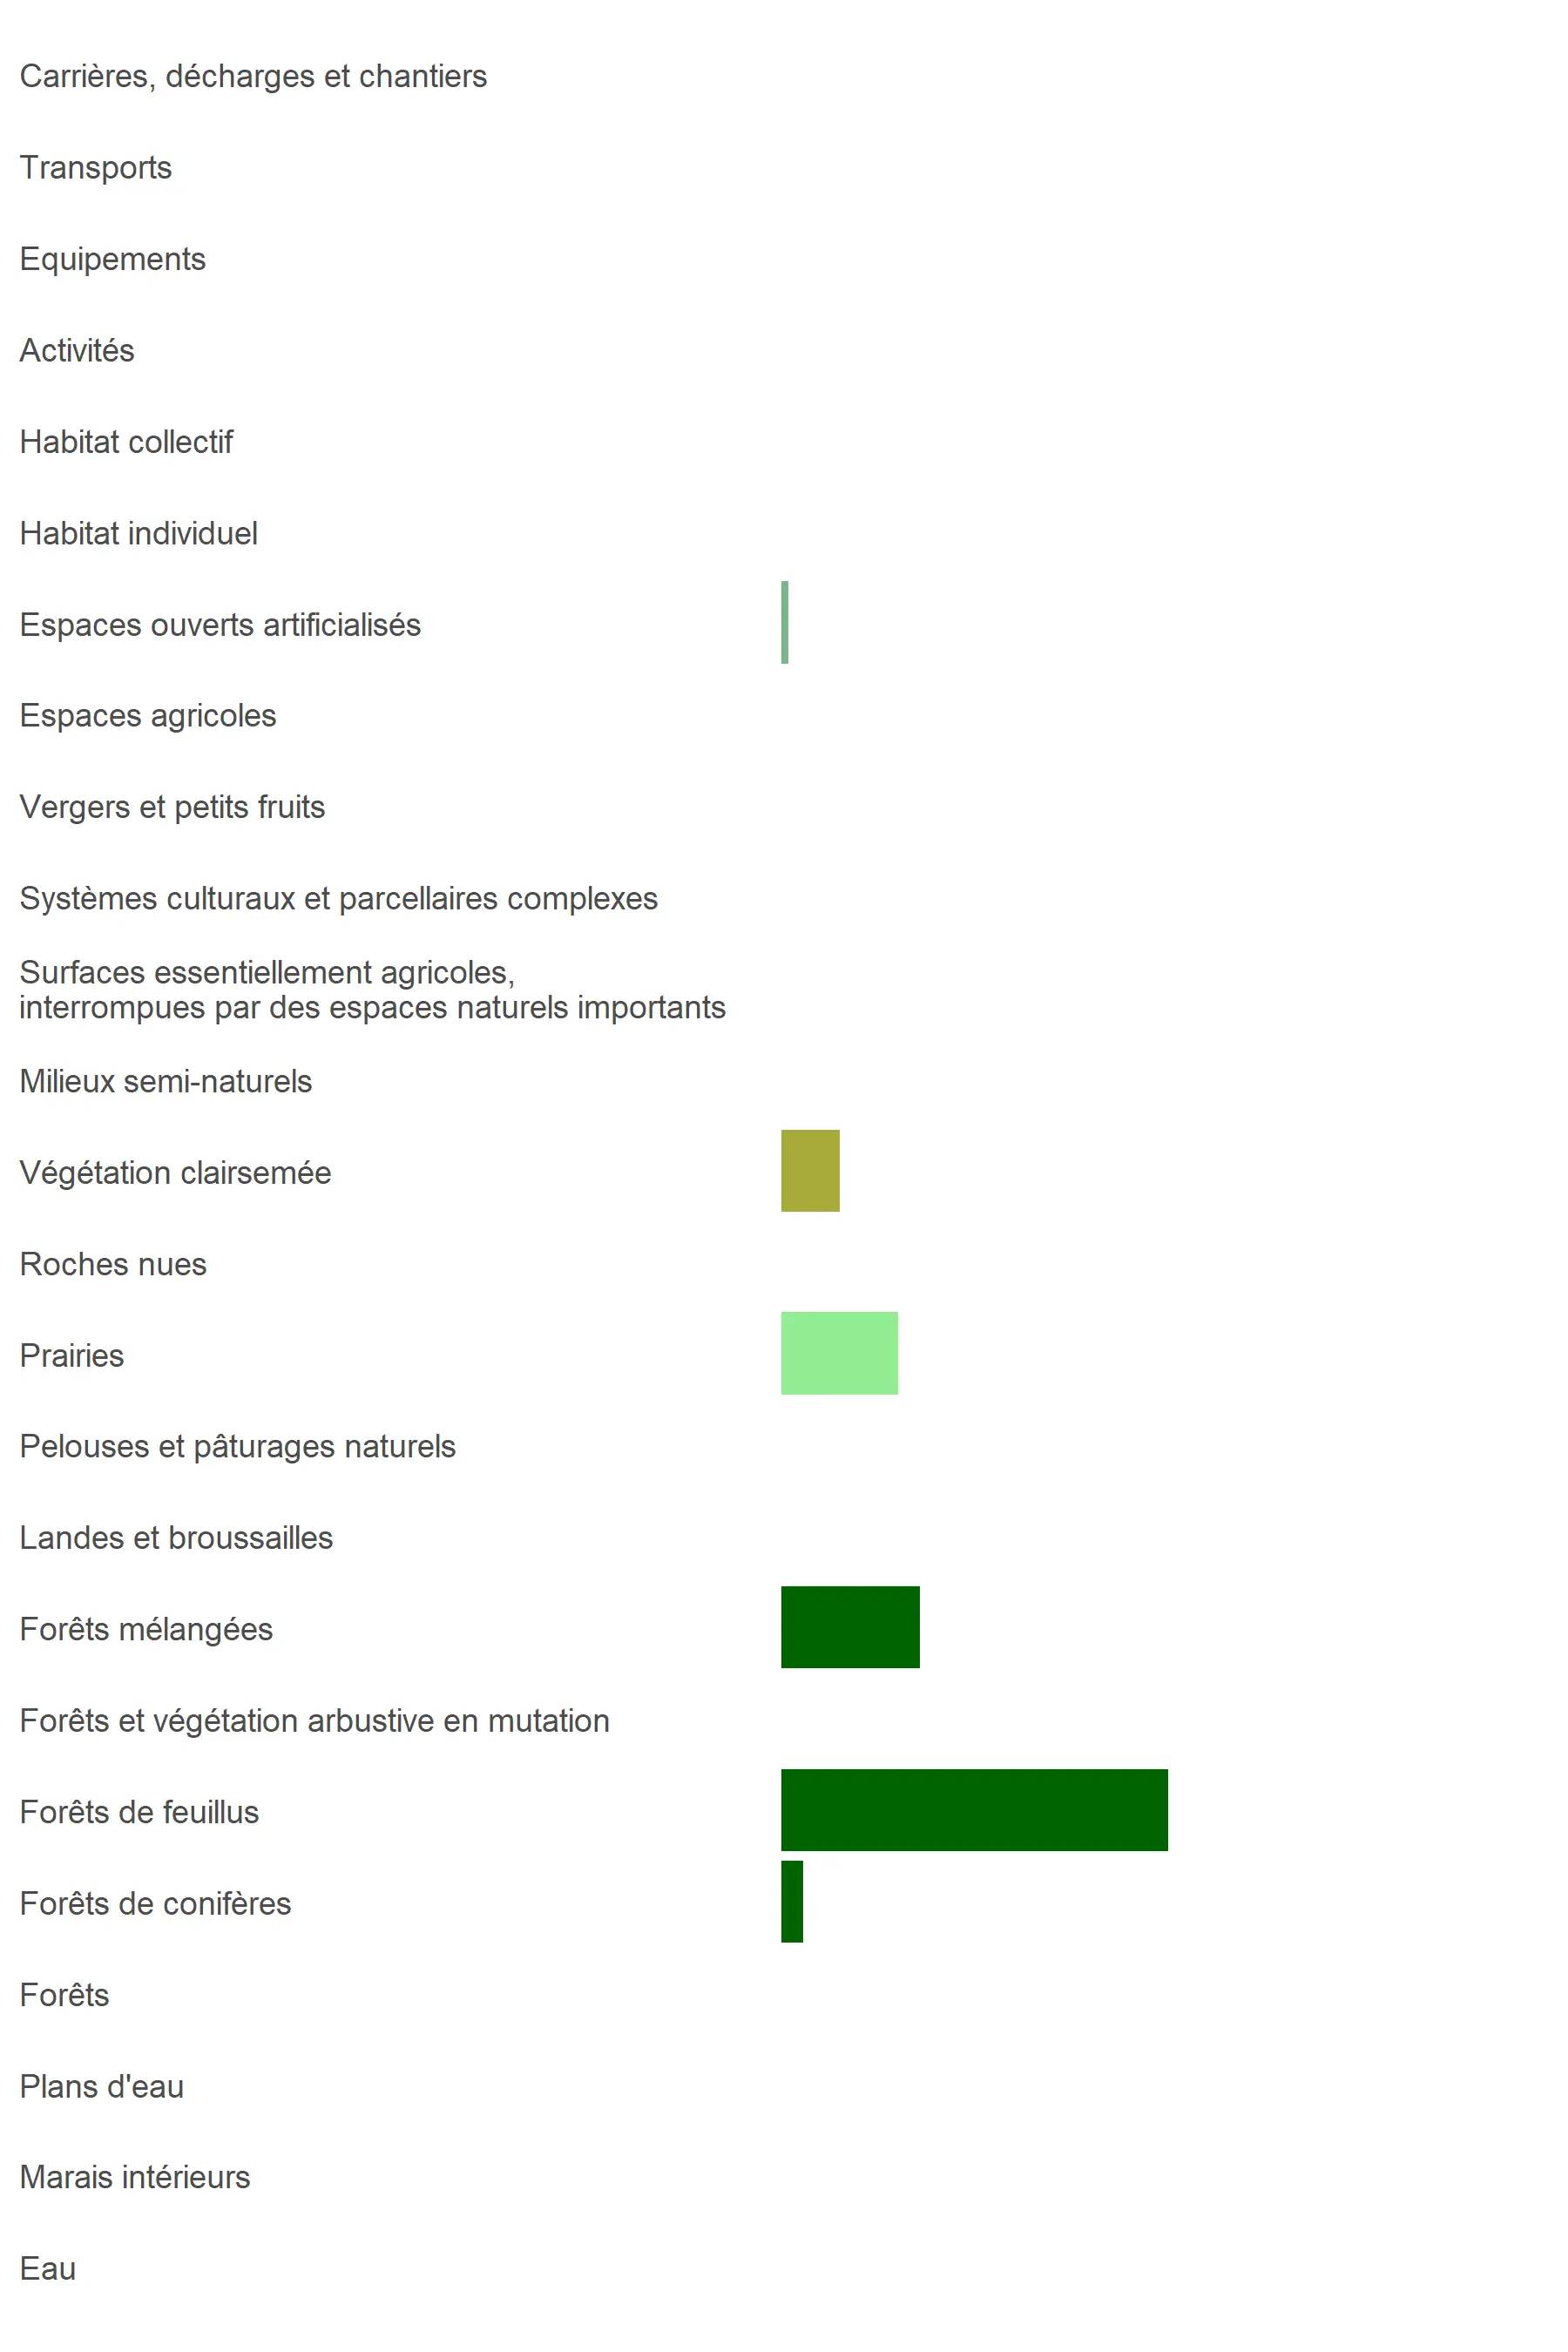 Carrières, décharges et chantiers
Transports
Equipements
Activités
Habitat collectif
Habitat individuel
Espaces ouverts artificialisés
Espaces agricoles
Vergers et petits fruits
Systèmes culturaux et parcellaires complexes
Surfaces essentiellement agricoles,
interrompues par des espaces naturels importants
Milieux semi-naturels
Végétation clairsemée
Roches nues
Prairies
Pelouses et pâturages naturels
Landes et broussailles
Forêts mélangées
Forêts et végétation arbustive en mutation
Forêts de feuillus
Forêts de conifères
Forêts
Plans d'eau
Marais intérieurs
Eau